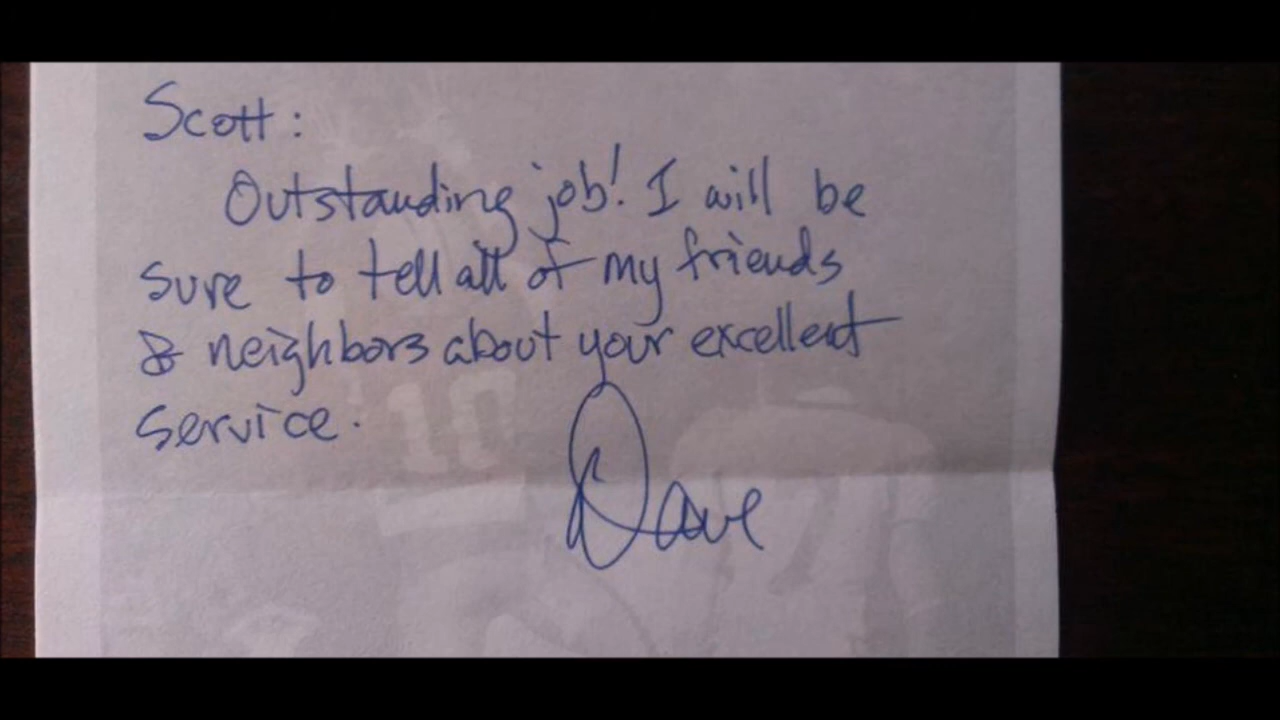 Scott:
Outstanding job! I will be
sure to tell all of my friends
& neighbors about your excellent
service.
Dave